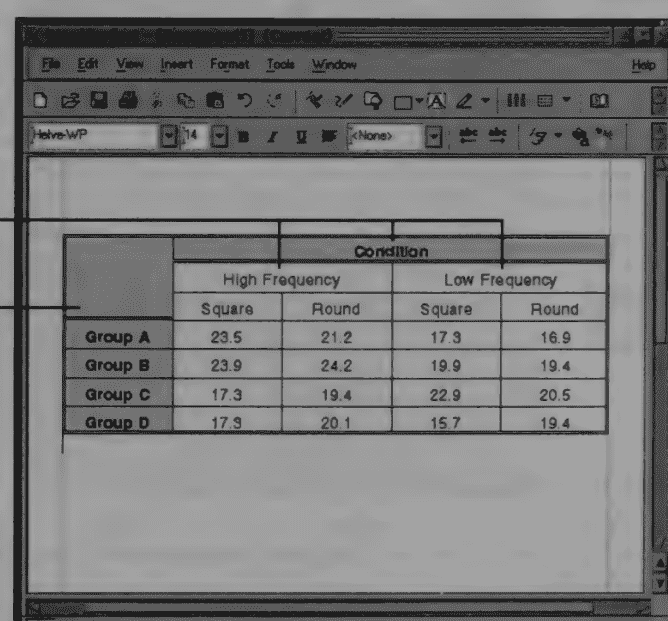 File Edit View Insert Format Tools Window Help
Helve-WP 14 <None> abc abc
Condition
High Frequency Low Frequency
Square Round Square Round
Group A 23.5 21.2 17.3 16.9
Group B 23.9 24.2 19.9 19.4
Group C 17.3 19.4 22.9 20.5
Group D 17.3 20.1 15.7 19.4